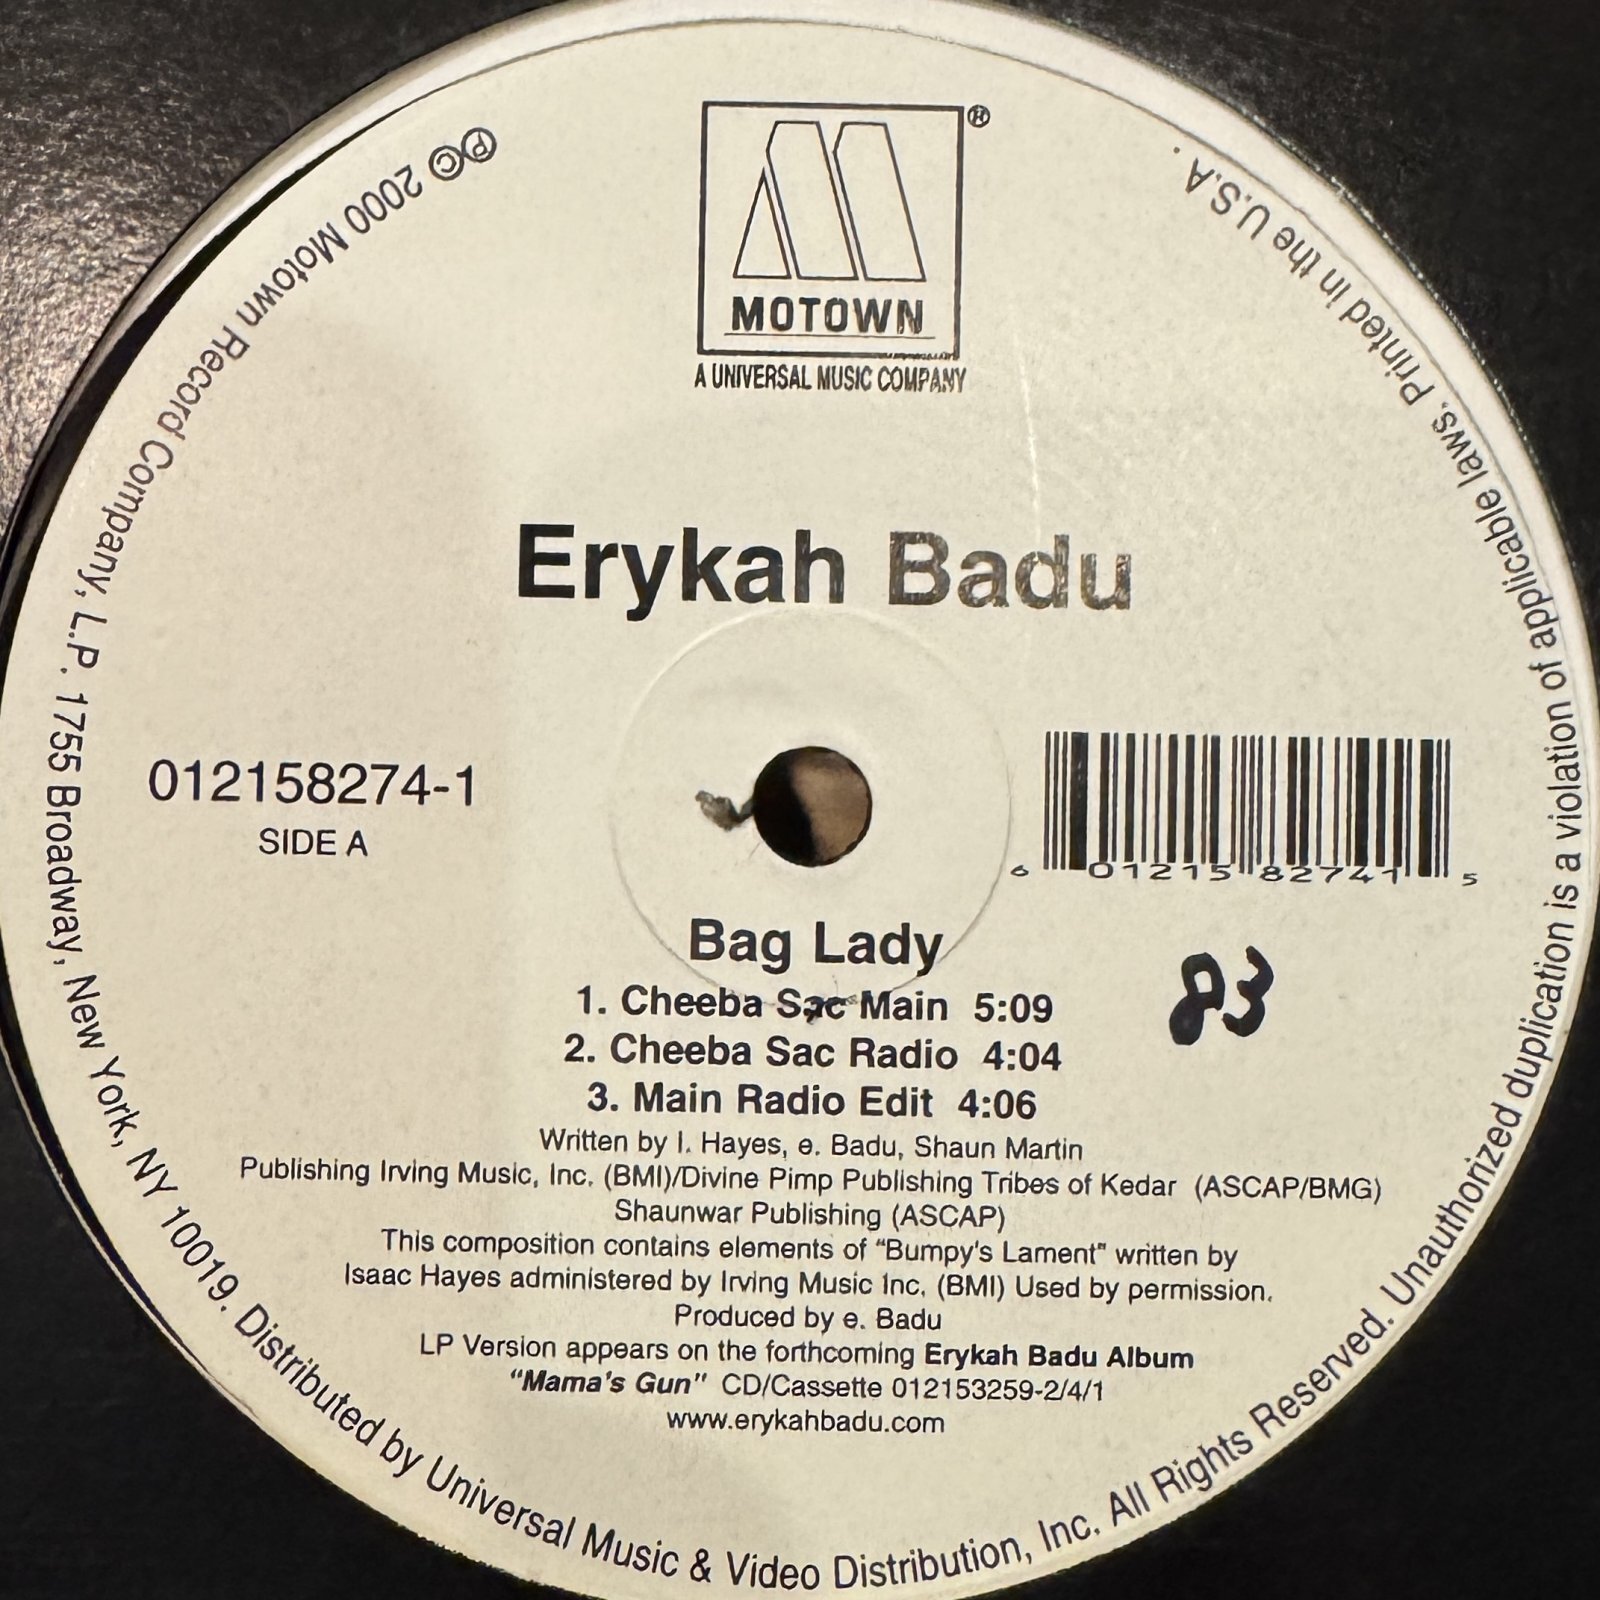 ®
MOTOWN
A UNIVERSAL MUSIC COMPANY
Erykah Badu
012158274-1
SIDE A
6 01215 82741 5
Bag Lady
83
1. Cheeba Sac Main 5:09
2. Cheeba Sac Radio 4:04
3. Main Radio Edit 4:06
Written by I. Hayes, e. Badu, Shaun Martin
Publishing Irving Music, Inc. (BMI)/Divine Pimp Publishing Tribes of Kedar (ASCAP/BMG)
Shaunwar Publishing (ASCAP)
This composition contains elements of "Bumpy's Lament" written by
Isaac Hayes administered by Irving Music Inc. (BMI) Used by permission.
Produced by e. Badu
LP Version appears on the forthcoming Erykah Badu Album
"Mama's Gun" CD/Cassette 012153259-2/4/1
www.erykahbadu.com
℗© 2000 Motown Record Company, L.P. 1755 Broadway, New York, NY 10019. Distributed by Universal Music & Video Distribution, Inc. All Rights Reserved. Unauthorized duplication is a violation of applicable laws. Printed in the U.S.A.